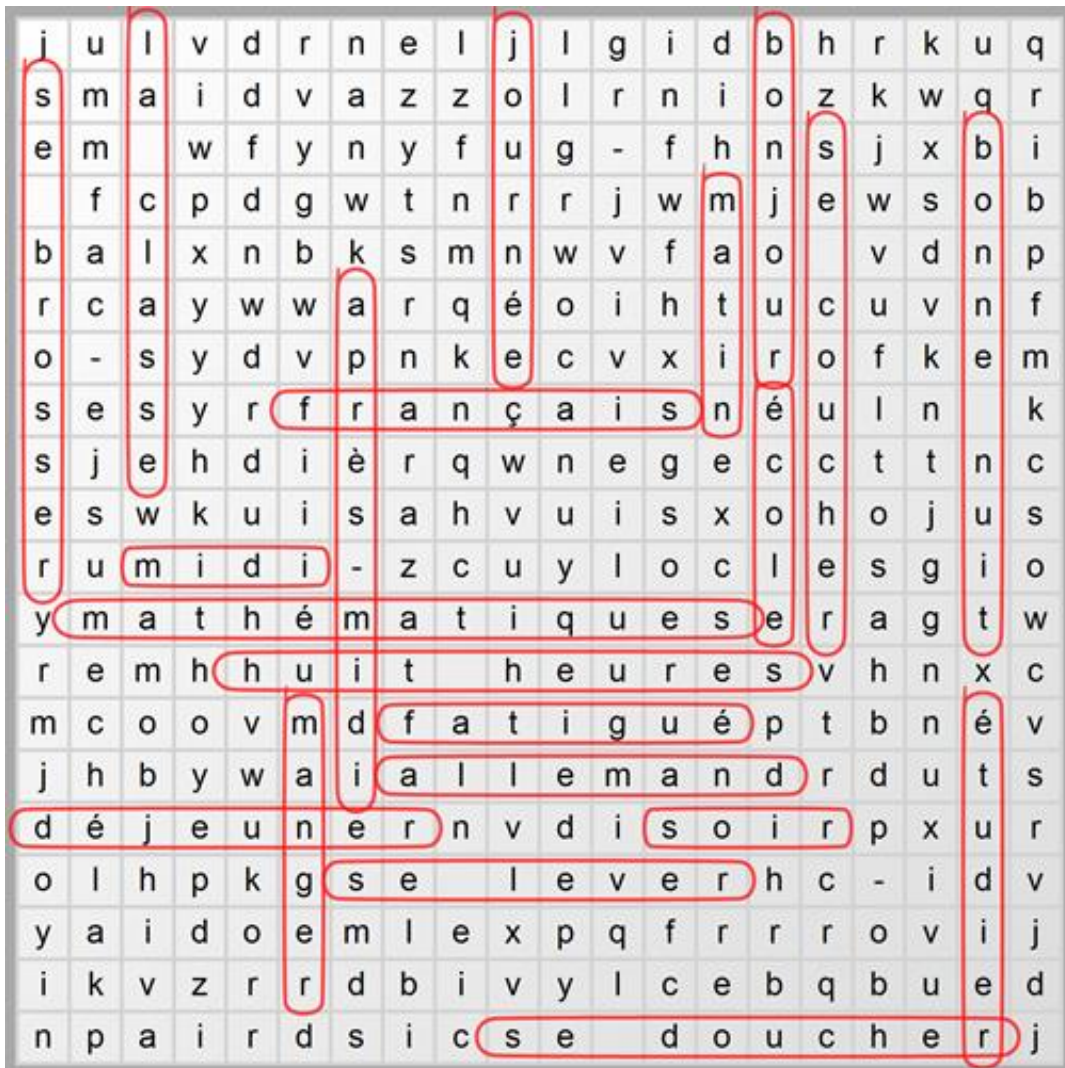 j u l v d r n e l j l g i d b h r k u q
s m a i d v a z z o l r n i o z k w q r
e m   w f y n y f u g - f h n s j x b i
  f c p d g w t n r r j w m j e w s o b
b a l x n b k s m n w v f a o   v d n p
r c a y w w a r q é o i h t u c u v n f
o - s y d v p n k e c v x i r o f k e m
s e s y r f r a n ç a i s n é u l n   k
s j e h d i è r q w n e g e c c t t n c
e s w k u i s a h v u i s x o h o j u s
r u m i d i - z c u y l o c l e s g i o
y m a t h é m a t i q u e s e r a g t w
r e m h h u i t   h e u r e s v h n x c
m c o o v m d f a t i g u é p t b n é v
j h b y w a i a l l e m a n d r d u t s
d é j e u n e r n v d i s o i r p x u r
o l h p k g s e   l e v e r h c - i d v
y a i d o e m l e x p q f r r r o v i j
i k v z r r d b i v y l c e b q b u e d
n p a i r d s i c s e   d o u c h e r j